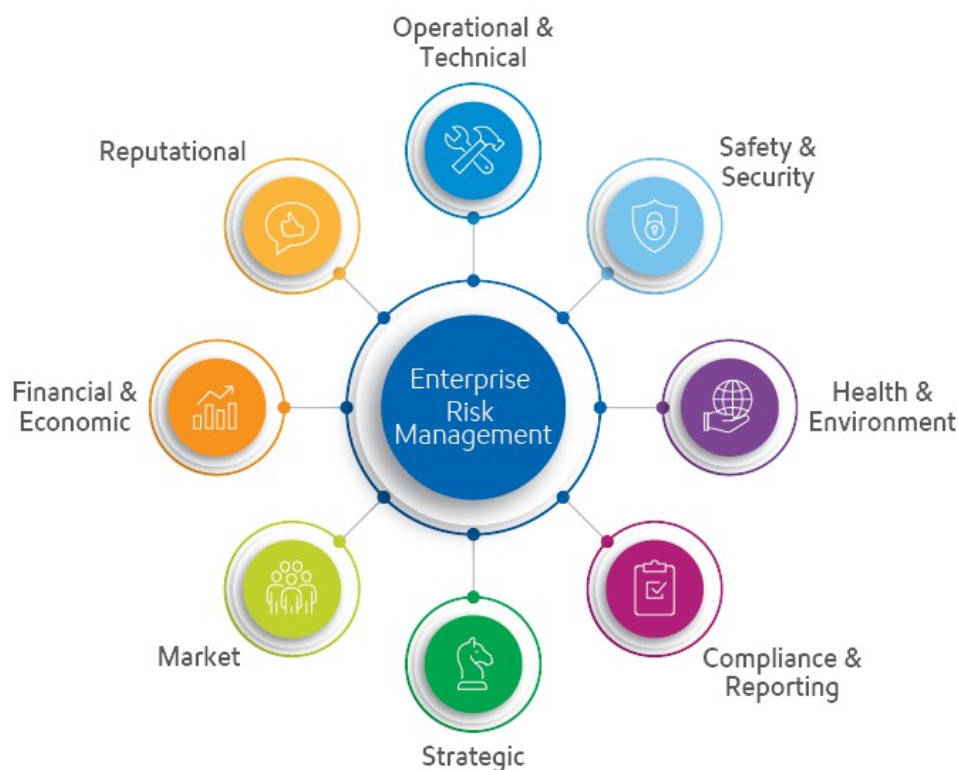 Operational &
Technical
Safety &
Security
Health &
Environment
Compliance &
Reporting
Strategic
Market
Financial &
Economic
Reputational
Enterprise
Risk
Management